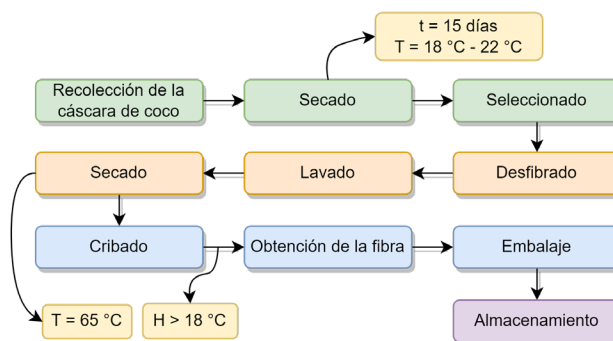 t = 15 días
T = 18 °C - 22 °C
Recolección de la
cáscara de coco
Secado
Seleccionado
Secado
Lavado
Desfibrado
Cribado
Obtención de la fibra
Embalaje
T = 65 °C
H > 18 °C
Almacenamiento